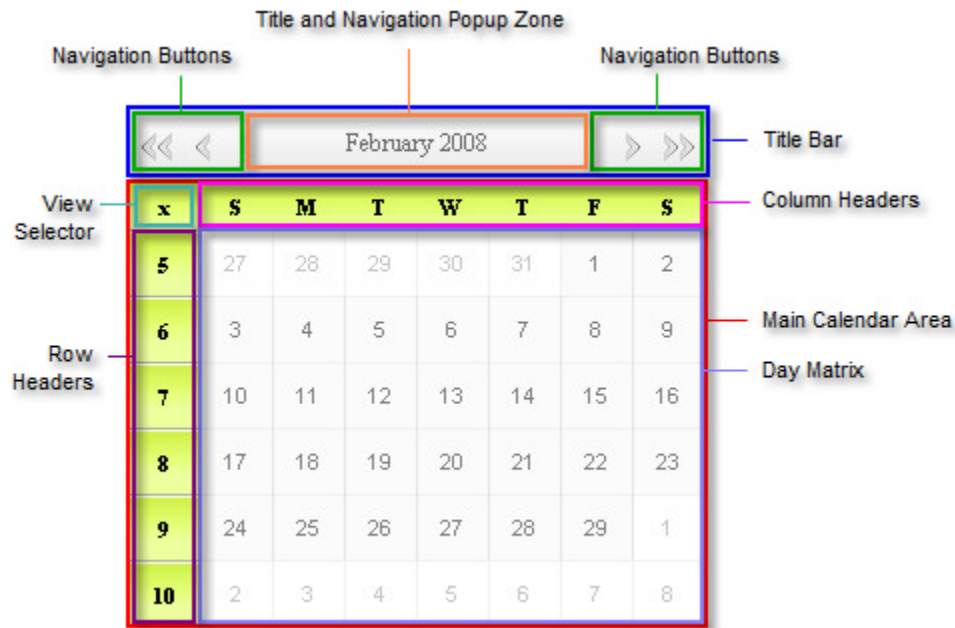 Title and Navigation Popup Zone
Navigation Buttons
Navigation Buttons
February 2008
Title Bar
View
Selector
x S M T W T F S
Column Headers
5 27 28 29 30 31 1 2
6 3 4 5 6 7 8 9
Main Calendar Area
Row
Headers
7 10 11 12 13 14 15 16
Day Matrix
8 17 18 19 20 21 22 23
9 24 25 26 27 28 29 1
10 2 3 4 5 6 7 8